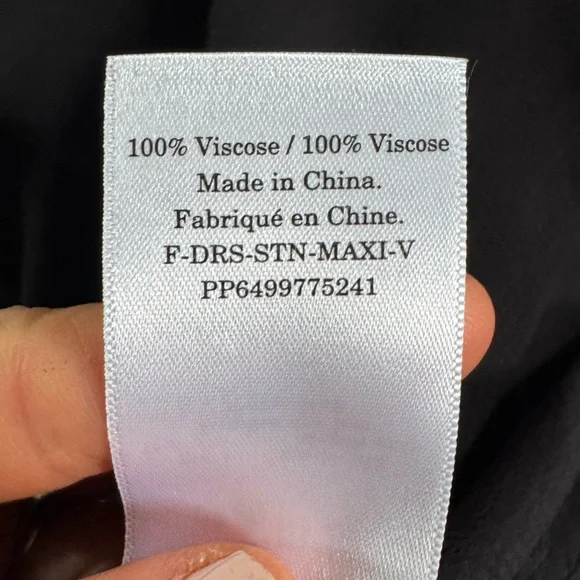 100% Viscose / 100% Viscose
Made in China.
Fabriqué en Chine.
F-DRS-STN-MAXI-V
PP6499775241